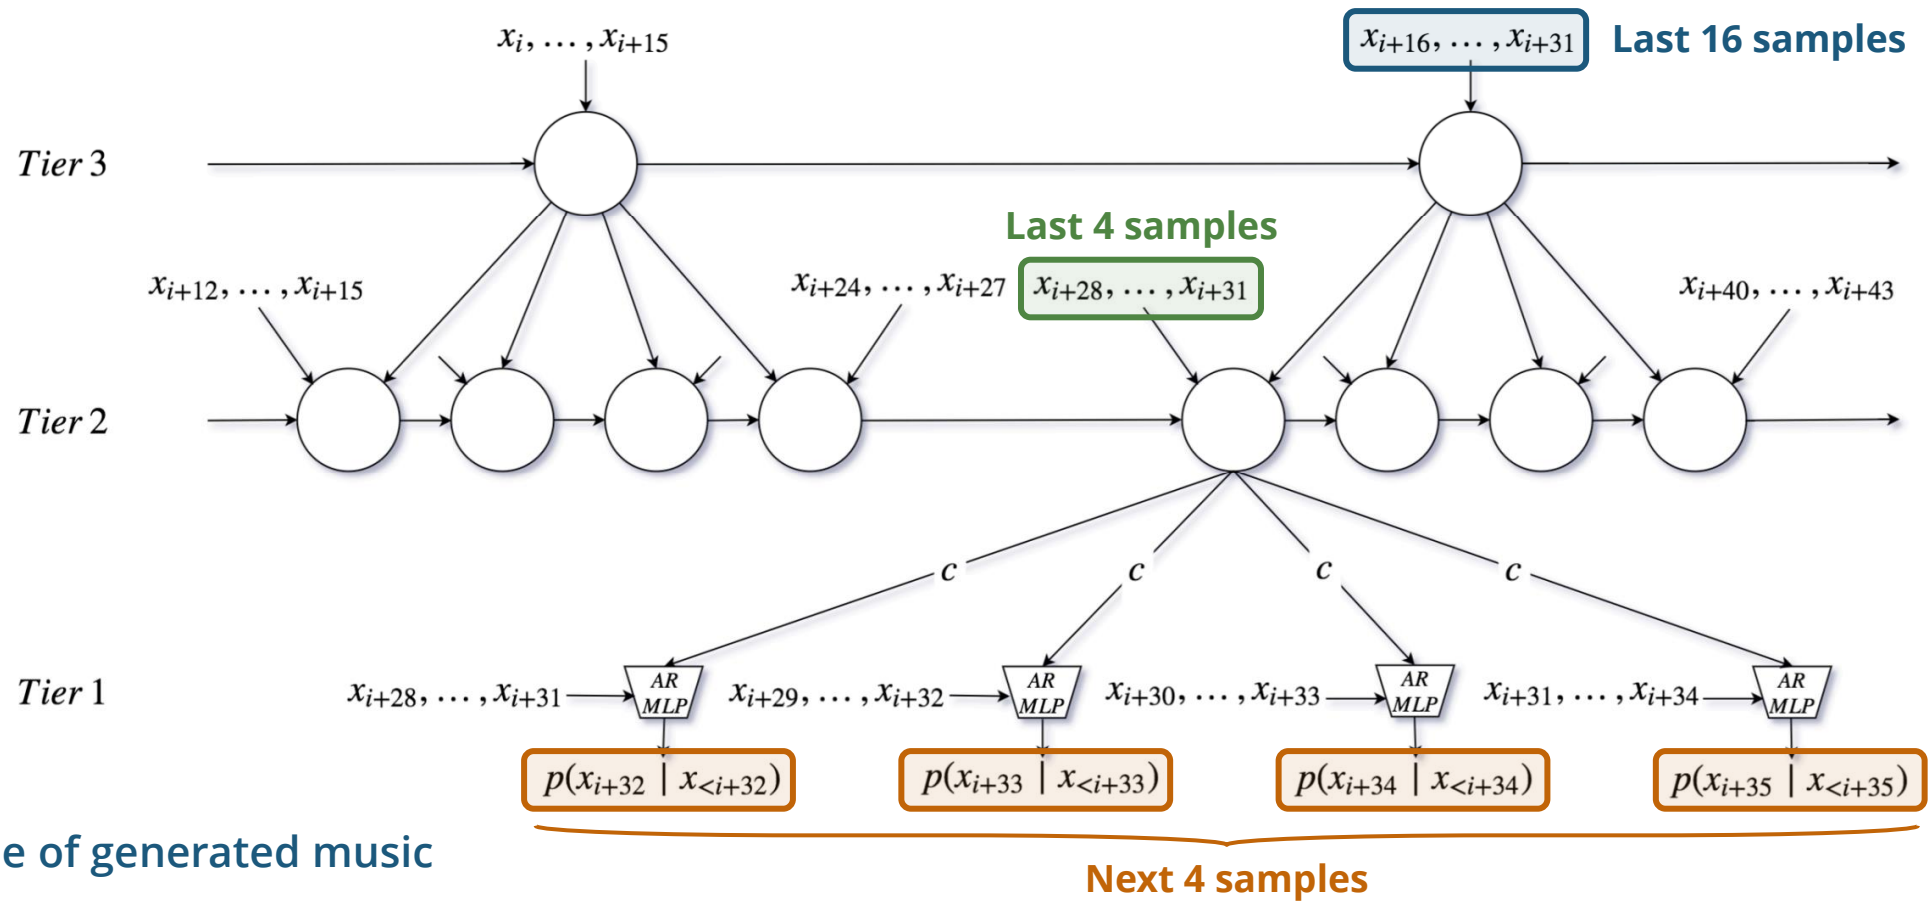 x_i, … , x_{i+15}
x_{i+16}, … , x_{i+31} Last 16 samples
Tier 3
Last 4 samples
x_{i+12}, … , x_{i+15} x_{i+24}, … , x_{i+27} x_{i+28}, … , x_{i+31} x_{i+40}, … , x_{i+43}
Tier 2
c c c c
Tier 1 x_{i+28}, … , x_{i+31} AR MLP x_{i+29}, … , x_{i+32} AR MLP x_{i+30}, … , x_{i+33} AR MLP x_{i+31}, … , x_{i+34} AR MLP
p(x_{i+32} | x_{<i+32}) p(x_{i+33} | x_{<i+33}) p(x_{i+34} | x_{<i+34}) p(x_{i+35} | x_{<i+35})
e of generated music
Next 4 samples